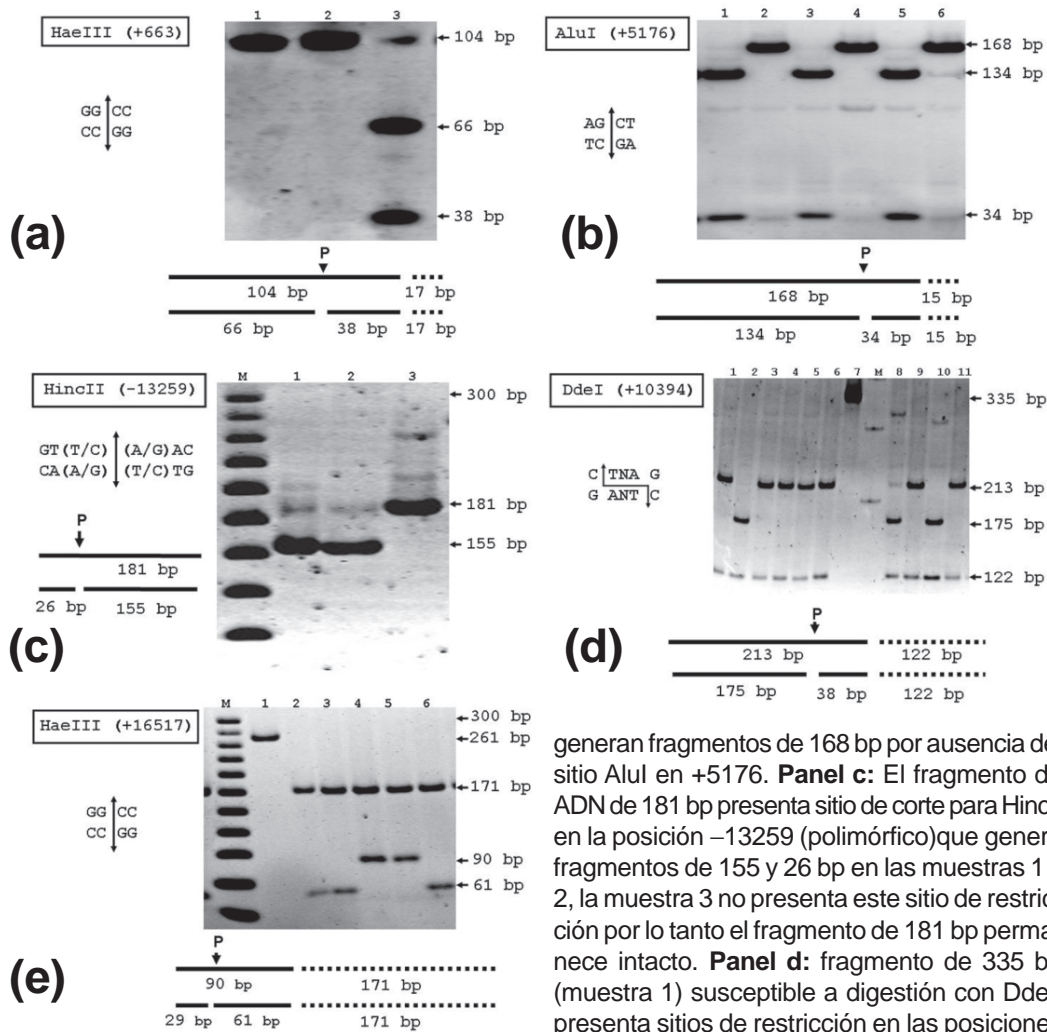 HaeIII (+663)
1 2 3
104 bp
GG CC
CC GG
66 bp
38 bp
(a)
P
104 bp 17 bp
66 bp 38 bp 17 bp
AluI (+5176)
1 2 3 4 5 6
168 bp
134 bp
AG CT
TC GA
34 bp
(b)
P
168 bp 15 bp
134 bp 34 bp 15 bp
HincII (-13259)
M 1 2 3
300 bp
GT(T/C) (A/G)AC
CA(A/G) (T/C)TG
181 bp
155 bp
P
181 bp
26 bp 155 bp
(c)
DdeI (+10394)
1 2 3 4 5 6 7 M 8 9 10 11
335 bp
C TNA G
G ANT C
213 bp
175 bp
122 bp
(d)
P
213 bp 122 bp
175 bp 38 bp 122 bp
HaeIII (+16517)
M 1 2 3 4 5 6
300 bp
261 bp
171 bp
GG CC
CC GG
90 bp
61 bp
(e)
P
90 bp 171 bp
29 bp 61 bp 171 bp
generan fragmentos de 168 bp por ausencia de
sitio AluI en +5176. Panel c: El fragmento d
ADN de 181 bp presenta sitio de corte para Hinc
en la posición –13259 (polimórfico)que gener
fragmentos de 155 y 26 bp en las muestras 1
2, la muestra 3 no presenta este sitio de restric
ción por lo tanto el fragmento de 181 bp perma
nece intacto. Panel d: fragmento de 335 b
(muestra 1) susceptible a digestión con Dde
presenta sitios de restricción en las posicione